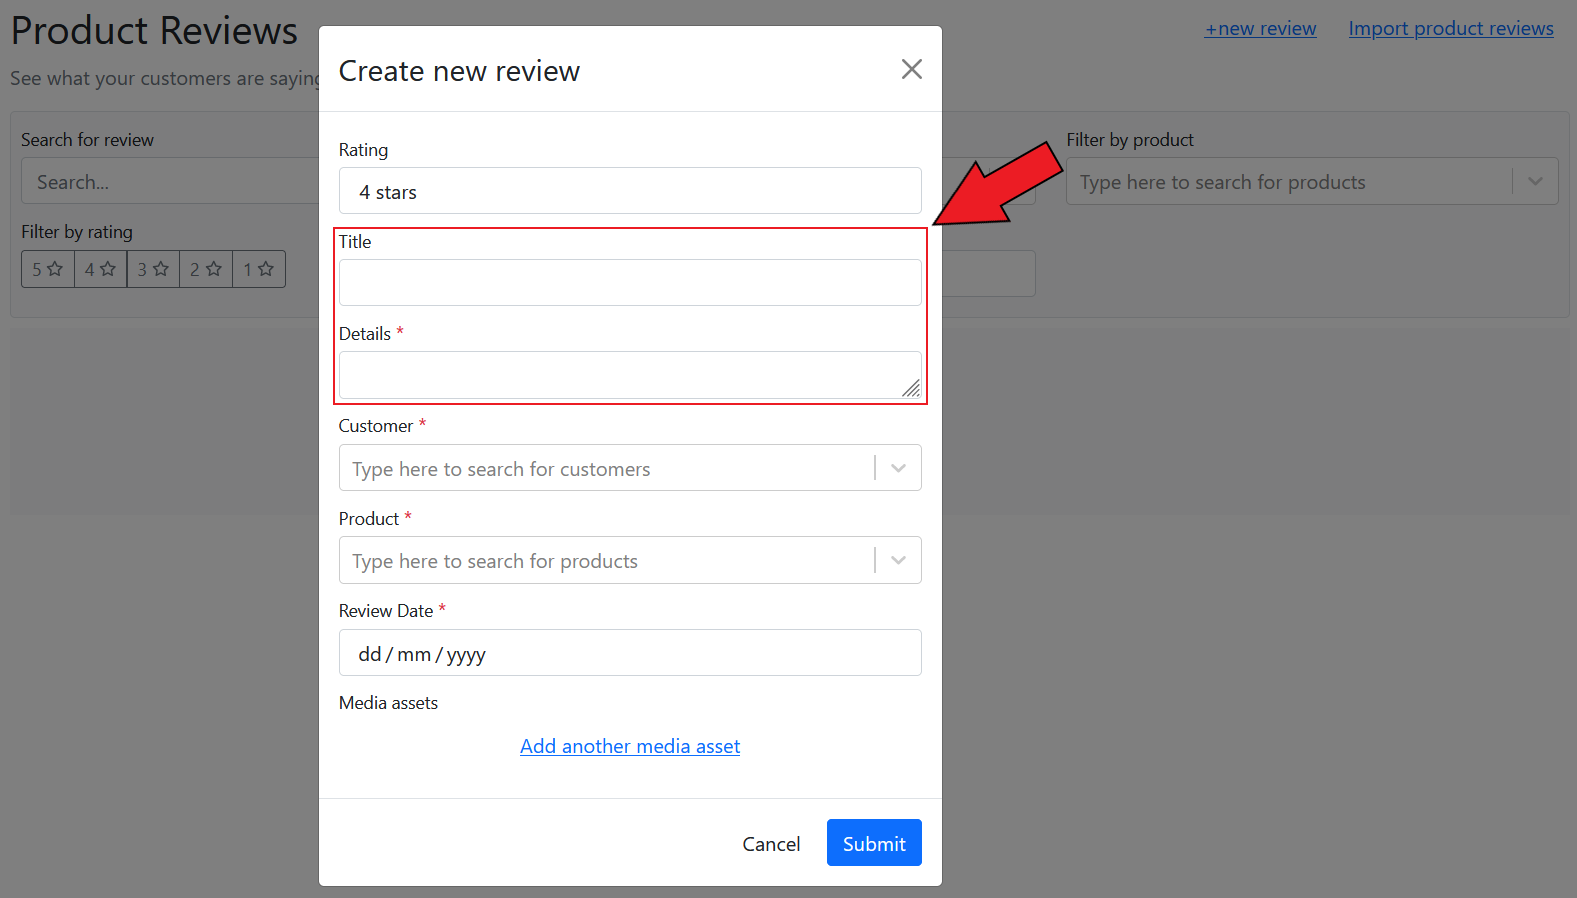 Product Reviews
+new review
Import product reviews
See what your customers are saying
Search for review
Search...
Filter by product
Type here to search for products
Filter by rating
5
4
3
2
1
Create new review
Rating
4 stars
Title
Details *
Customer *
Type here to search for customers
Product *
Type here to search for products
Review Date *
dd / mm / yyyy
Media assets
Add another media asset
Cancel
Submit